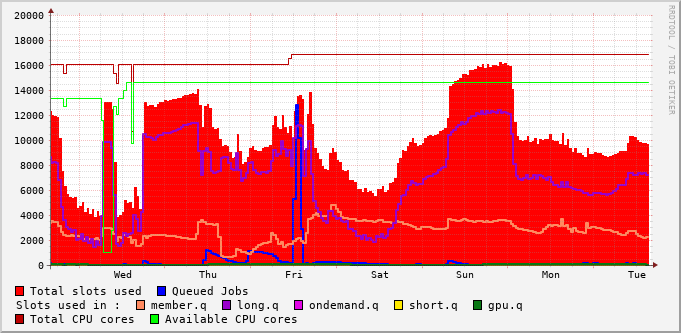 20000
18000
16000
14000
12000
10000
8000
6000
4000
2000
0
Wed Thu Fri Sat Sun Mon Tue
Total slots used Queued Jobs
Slots used in : member.q long.q ondemand.q short.q gpu.q
Total CPU cores Available CPU cores
RRDTOOL / TOBI OETIKER